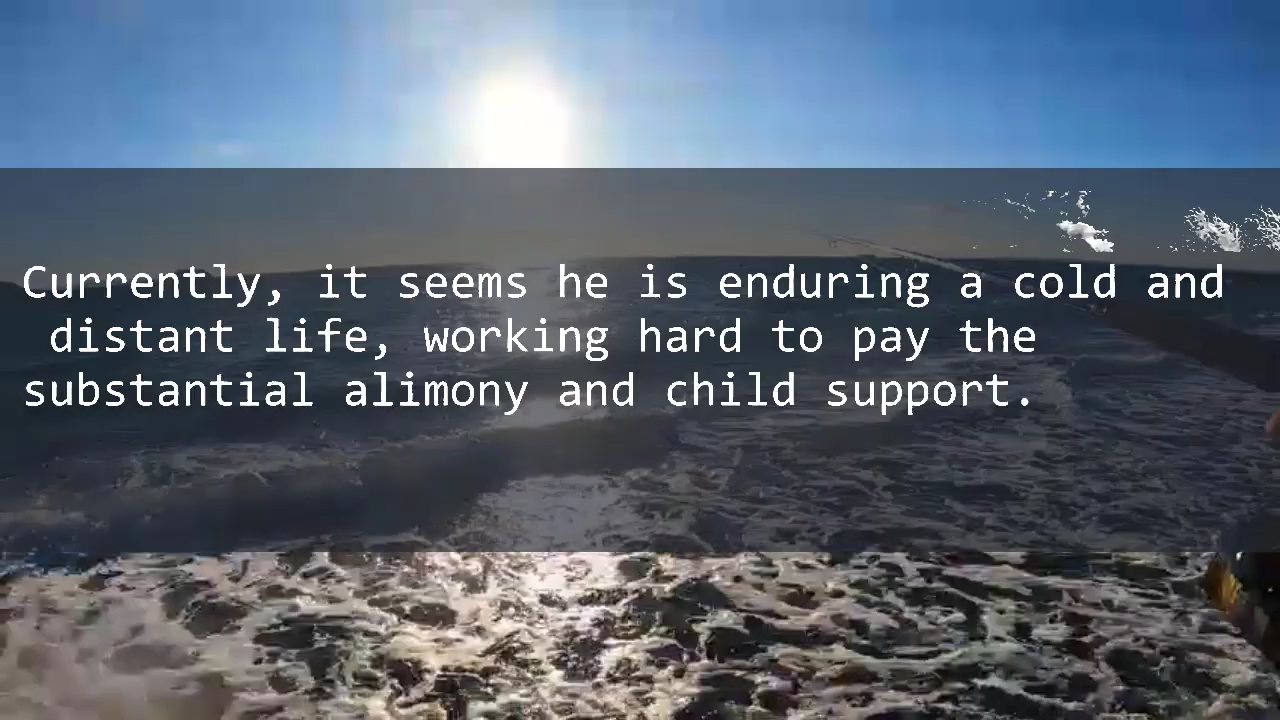 Currently, it seems he is enduring a cold and
distant life, working hard to pay the
substantial alimony and child support.